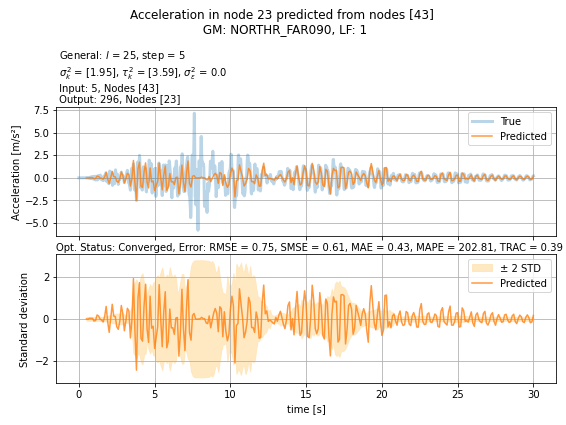 Acceleration in node 23 predicted from nodes [43]
GM: NORTHR_FAR090, LF: 1
General: l = 25, step = 5
σ²ₖ = [1.95], τ²ₖ = [3.59], σ²ε = 0.0
Input: 5, Nodes [43]
Output: 296, Nodes [23]
7.5
5.0
2.5
0.0
−2.5
−5.0
Acceleration [m/s²]
True
Predicted
Opt. Status: Converged, Error: RMSE = 0.75, SMSE = 0.61, MAE = 0.43, MAPE = 202.81, TRAC = 0.39
2
0
−2
Standard deviation
± 2 STD
Predicted
0 5 10 15 20 25 30
time [s]